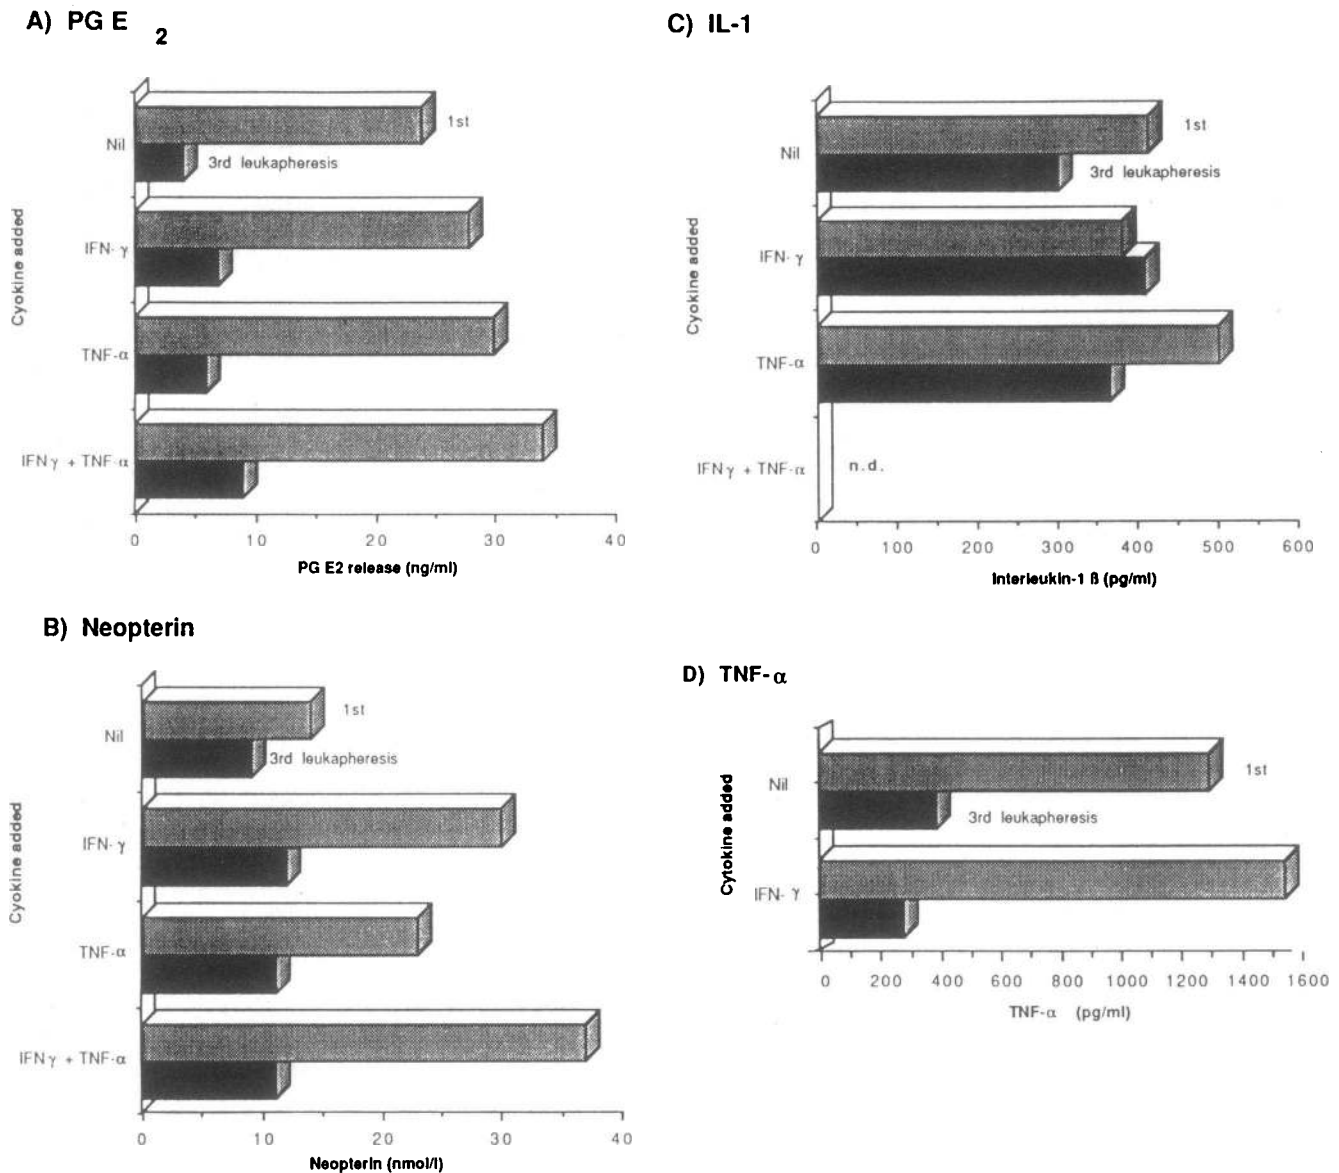 A) PG E 2
Nil
1st
3rd leukapheresis
IFN- γ
TNF-α
IFN γ + TNF-α
Cyokine added
0 10 20 30 40
PG E2 release (ng/ml)
B) Neopterin
Nil
1st
3rd leukapheresis
IFN- γ
TNF-α
IFN γ + TNF-α
Cyokine added
0 10 20 30 40
Neopterin (nmol/l)
C) IL-1
Nil
1st
3rd leukapheresis
IFN- γ
TNF-α
IFN γ + TNF-α
n.d.
Cyokine added
0 100 200 300 400 500 600
Interleukin-1 ß (pg/ml)
D) TNF-α
Nil
1st
3rd leukapheresis
IFN- γ
Cytokine added
0 200 400 600 800 1000 1200 1400 1600
TNF-α (pg/ml)